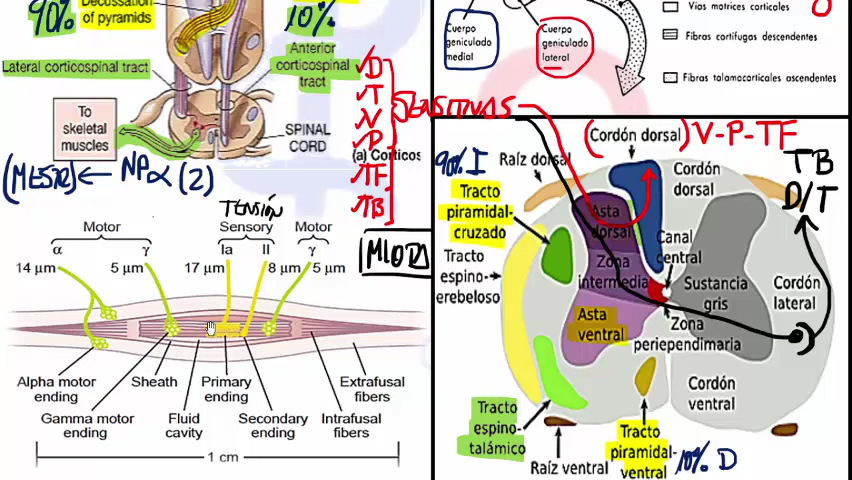 90%
Decussation
of pyramids
10%
Lateral corticospinal tract
Anterior
corticospinal
tract
To
skeletal
muscles
SPINAL
CORD
(a) Corticos
(MESTR) ← NPα (2)
D
T
V
P
TF
TB
SENSITIVAS
Cuerpo
geniculado
medial
Cuerpo
geniculado
lateral
Vías motrices corticales
Fibras cortífugas descendentes
Fibras talamocorticales ascendentes
TENSIÓN
Motor
Sensory
Motor
α
γ
Ia
II
γ
14 μm
5 μm
17 μm
8 μm
5 μm
Alpha motor
ending
Sheath
Primary
ending
Extrafusal
fibers
Gamma motor
ending
Fluid
cavity
Secondary
ending
Intrafusal
fibers
1 cm
Cordón dorsal
V-P-TF
90% I
Raíz dorsal
Cordón
dorsal
TB
D/T
Tracto
piramidal-
cruzado
Asta
dorsal
Canal
central
Tracto
espino-
erebeloso
Zona
intermedia
Sustancia
gris
Cordón
lateral
Asta
ventral
Zona
periependimaria
Cordón
ventral
Tracto
espino-
talámico
Raíz ventral
Tracto
piramidal-
ventral
10% D